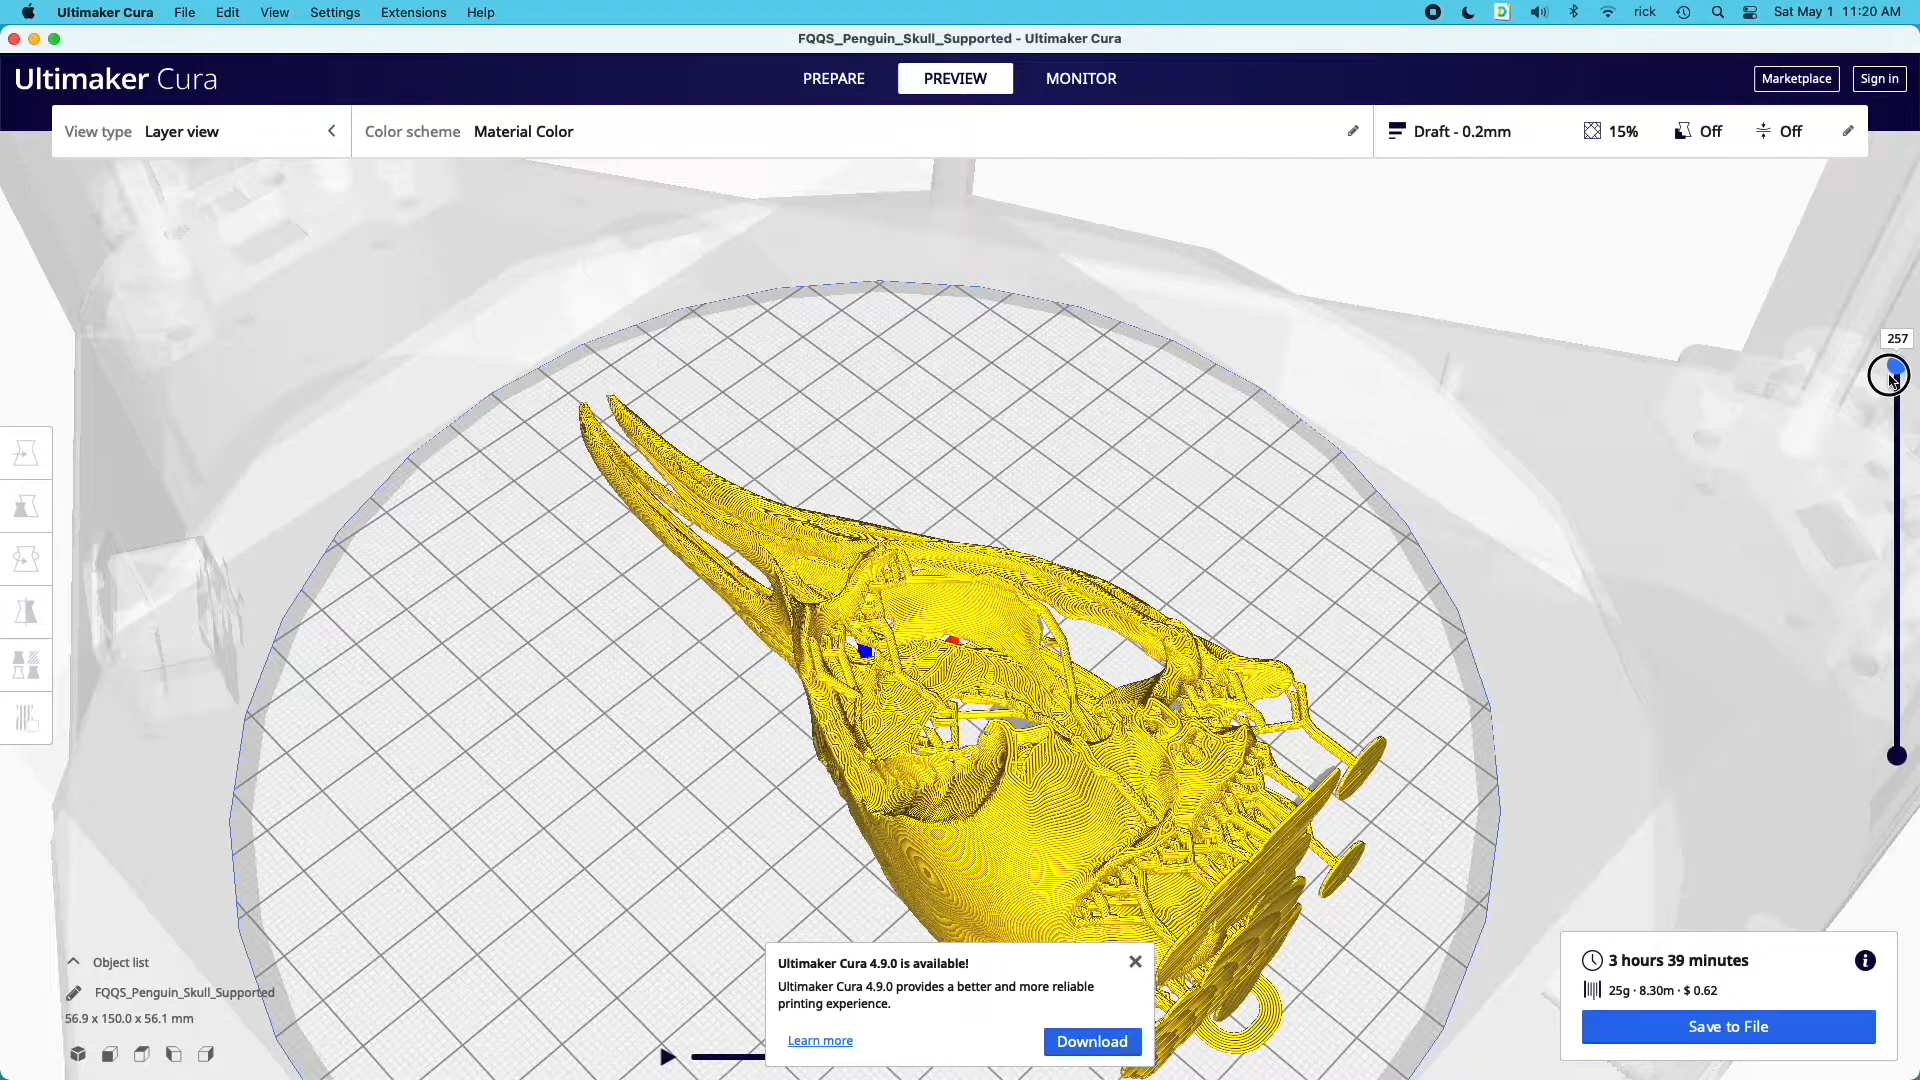 Ultimaker Cura File Edit View Settings Extensions Help rick Sat May 1 11:20 AM
FQQS_Penguin_Skull_Supported - Ultimaker Cura
Ultimaker Cura PREPARE PREVIEW MONITOR Marketplace Sign in
View type Layer view Color scheme Material Color Draft - 0.2mm 15% Off Off
257
Object list
FQQS_Penguin_Skull_Supported
56.9 x 150.0 x 56.1 mm
Ultimaker Cura 4.9.0 is available!
Ultimaker Cura 4.9.0 provides a better and more reliable
printing experience.
Learn more Download
3 hours 39 minutes
25g · 8.30m · $ 0.62
Save to File